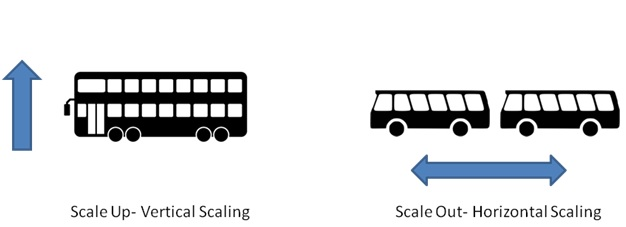 Scale Up- Vertical Scaling
Scale Out- Horizontal Scaling